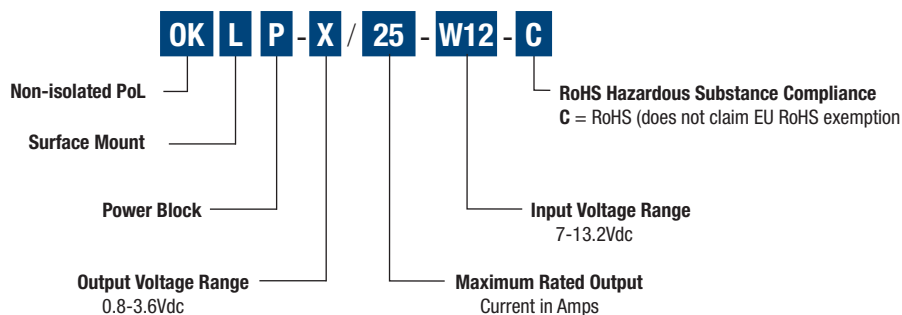 OK L P - X / 25 - W12 - C
Non-isolated PoL
RoHS Hazardous Substance Compliance
C = RoHS (does not claim EU RoHS exemption
Surface Mount
Power Block
Input Voltage Range
7-13.2Vdc
Output Voltage Range
0.8-3.6Vdc
Maximum Rated Output
Current in Amps